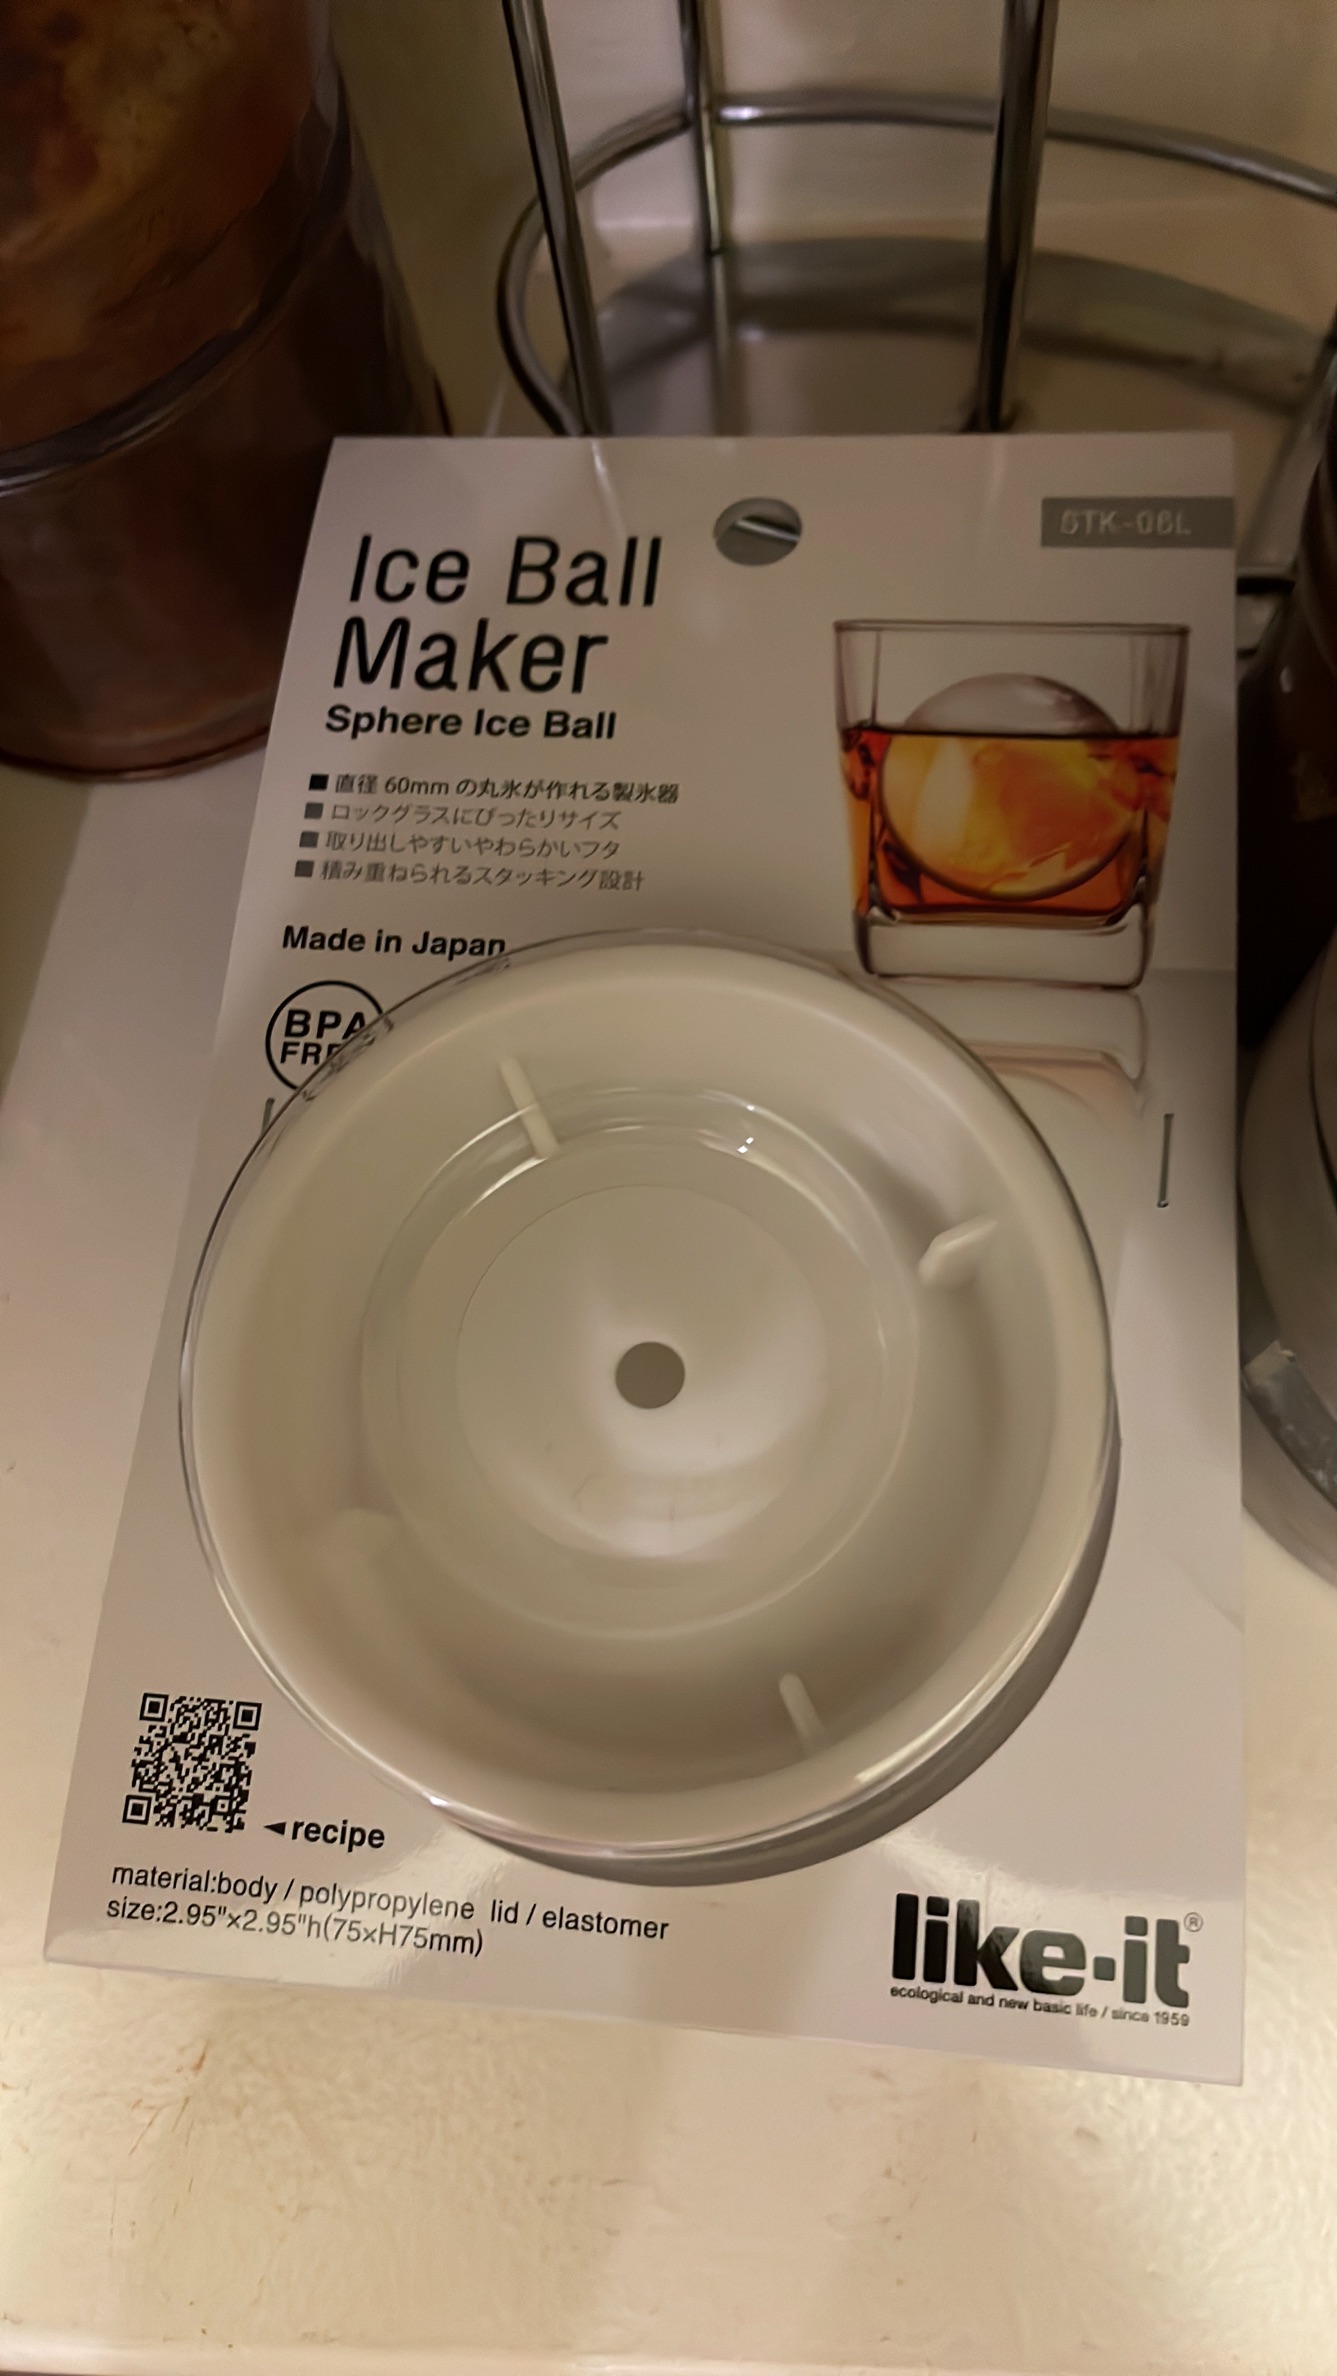 Ice Ball
Maker
Sphere Ice Ball
STK-06L
■ 直径 60mm の丸氷が作れる製氷器
■ ロックグラスにぴったりサイズ
■ 取り出しやすいやわらかいフタ
■ 積み重ねられるスタッキング設計
Made in Japan
BPA
◄recipe
material:body / polypropylene lid / elastomer
size:2.95"×2.95"h(75×H75mm)
like-it®
ecological and new basic life / since 1959